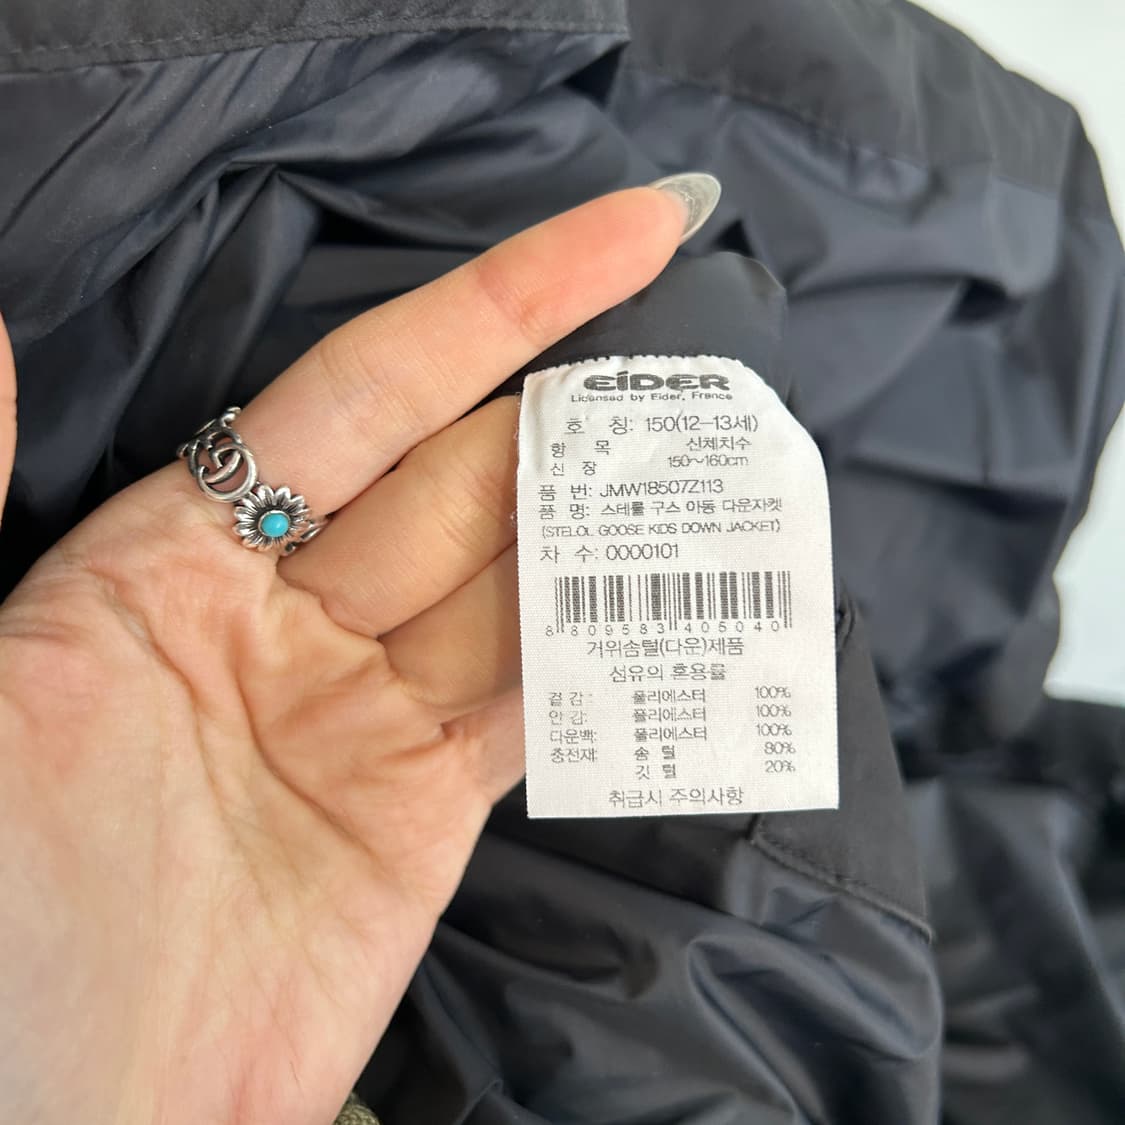 EiDER
Licensed by Eider, France
호 칭: 150(12-13세)
항 목 신체치수
신 장 150~160cm
품 번: JMW18507Z113
품 명: 스테롤 구스 아동 다운자켓
(STELOL GOOSE KIDS DOWN JACKET)
차 수: 0000101
8 809583 405040
거위솜털(다운)제품
섬유의 혼용률
겉감: 폴리에스터 100%
안감: 폴리에스터 100%
다운백: 폴리에스터 100%
충전재: 솜 털 80%
깃 털 20%
취급시 주의사항